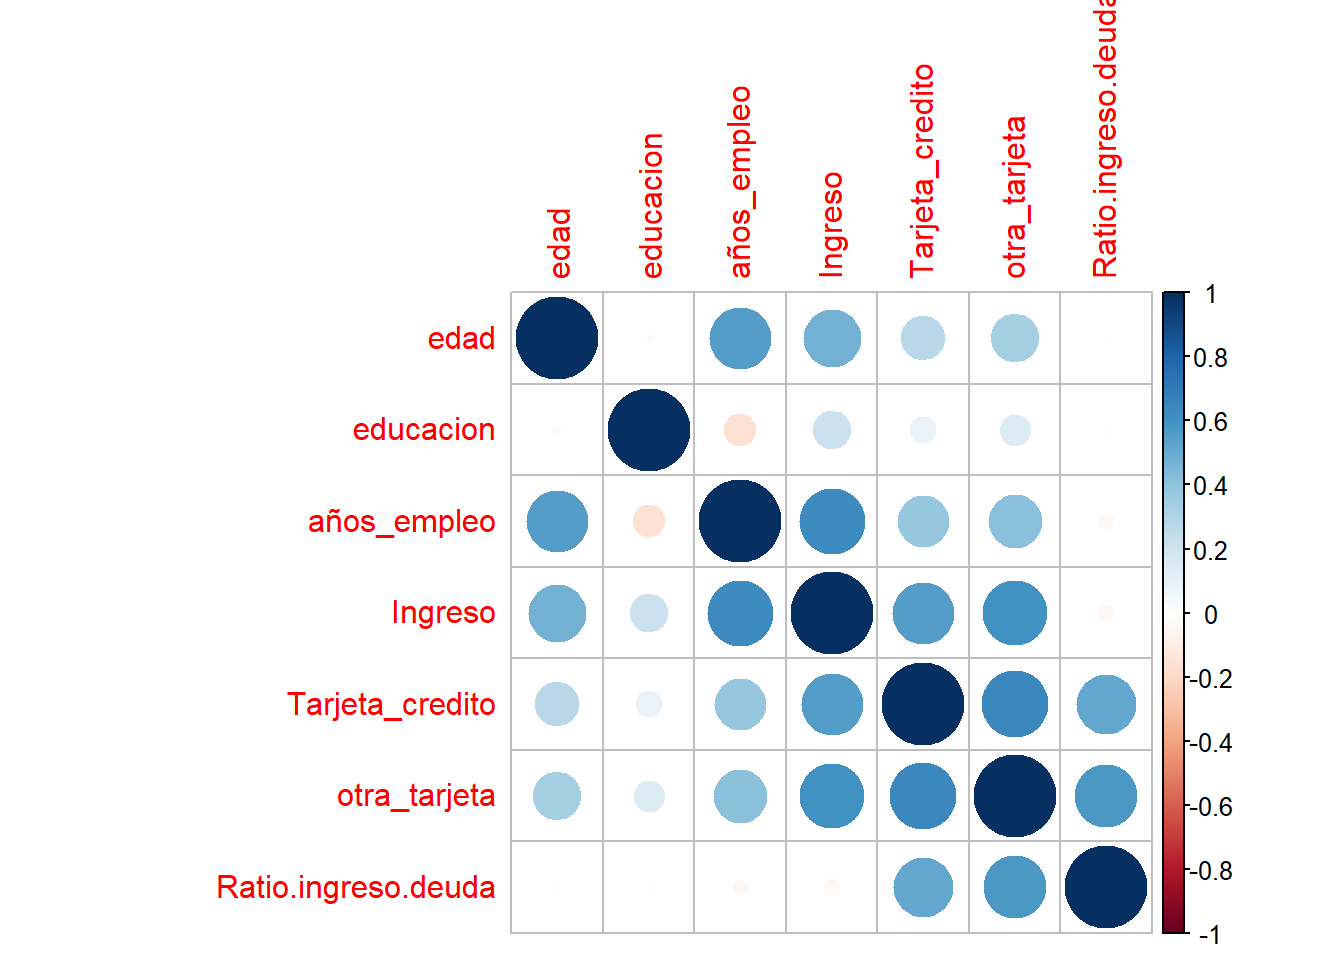 edad
educacion
años_empleo
Ingreso
Tarjeta_credito
otra_tarjeta
Ratio.ingreso.deuda
edad
educacion
años_empleo
Ingreso
Tarjeta_credito
otra_tarjeta
Ratio.ingreso.deuda
1
0.8
0.6
0.4
0.2
0
-0.2
-0.4
-0.6
-0.8
-1